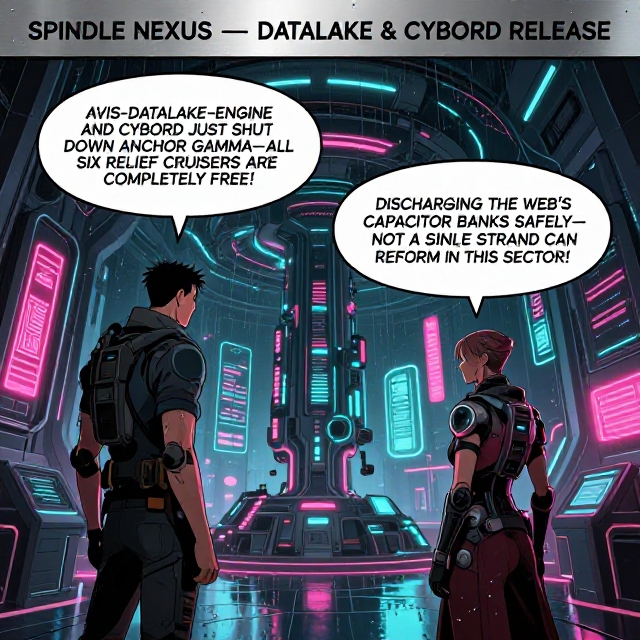 SPINDLE NEXUS — DATALAKE & CYBORD RELEASE
AVIS-DATALAKE-ENGINE
AND CYBORD JUST SHUT
DOWN ANCHOR GAMMA—ALL
SIX RELIEF CRUISERS ARE
COMPLETELY FREE!
DISCHARGING THE WEB'S
CAPACITOR BANKS SAFELY—
NOT A SINLE STRAND CAN
REFORM IN THIS SECTOR!